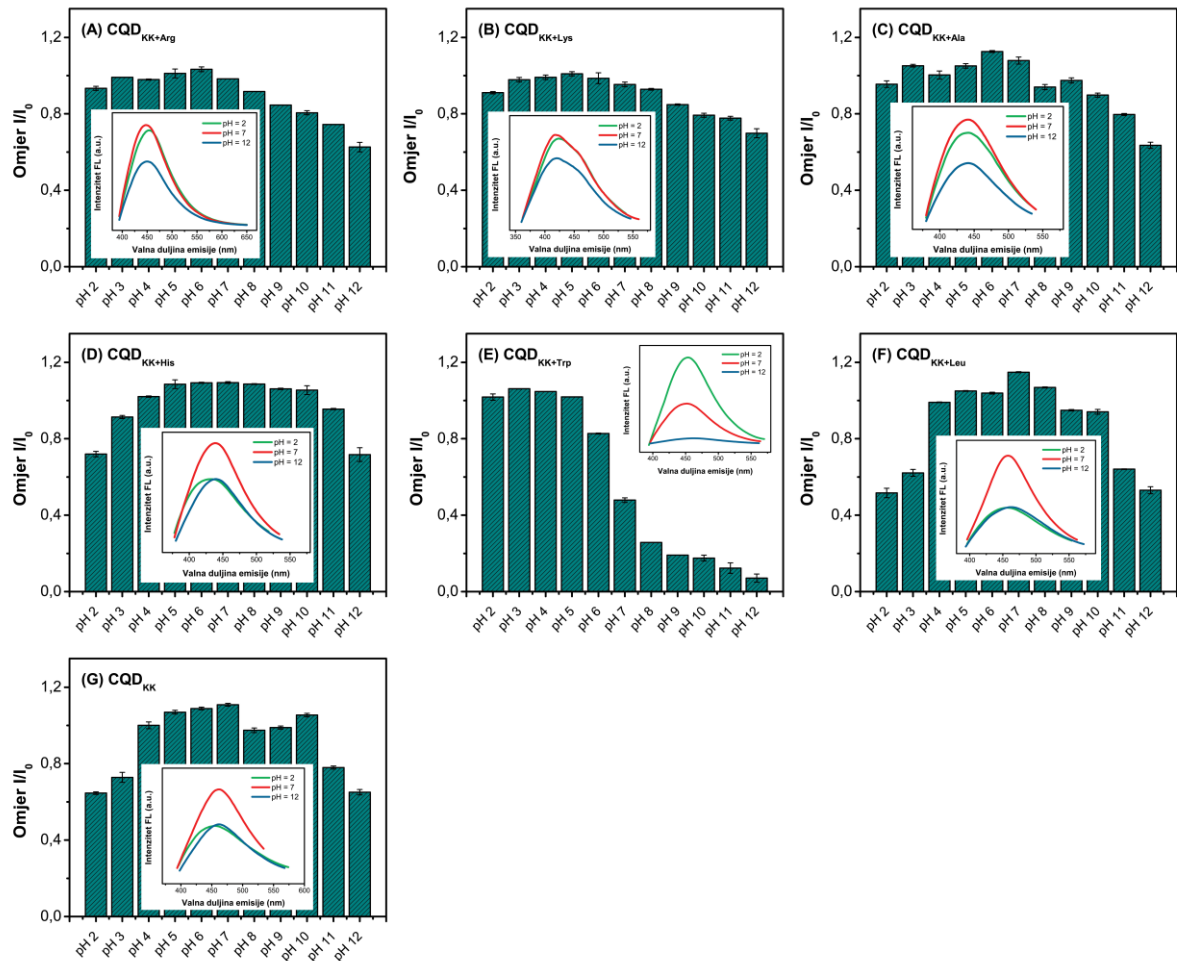 (A) CQD KK+Arg
Omjer I/I0
1,2
0,8
0,4
0,0
Intenzitet FL (a.u.)
pH = 2
pH = 7
pH = 12
400 450 500 550 600 650
Valna duljina emisije (nm)
pH 2 pH 3 pH 4 pH 5 pH 6 pH 7 pH 8 pH 9 pH 10 pH 11 pH 12
(B) CQD KK+Lys
Omjer I/I0
1,2
0,8
0,4
0,0
Intenzitet FL (a.u.)
pH = 2
pH = 7
pH = 12
350 400 450 500 550
Valna duljina emisije (nm)
pH 2 pH 3 pH 4 pH 5 pH 6 pH 7 pH 8 pH 9 pH 10 pH 11 pH 12
(C) CQD KK+Ala
Omjer I/I0
1,2
0,8
0,4
0,0
Intenzitet FL (a.u.)
pH = 2
pH = 7
pH = 12
400 450 500 550
Valna duljina emisije (nm)
pH 2 pH 3 pH 4 pH 5 pH 6 pH 7 pH 8 pH 9 pH 10 pH 11 pH 12
(D) CQD KK+His
Omjer I/I0
1,2
0,8
0,4
0,0
Intenzitet FL (a.u.)
pH = 2
pH = 7
pH = 12
400 450 500 550
Valna duljina emisije (nm)
pH 2 pH 3 pH 4 pH 5 pH 6 pH 7 pH 8 pH 9 pH 10 pH 11 pH 12
(E) CQD KK+Trp
Omjer I/I0
1,2
0,8
0,4
0,0
Intenzitet FL (a.u.)
pH = 2
pH = 7
pH = 12
400 450 500 550
Valna duljina emisije (nm)
pH 2 pH 3 pH 4 pH 5 pH 6 pH 7 pH 8 pH 9 pH 10 pH 11 pH 12
(F) CQD KK+Leu
Omjer I/I0
1,2
0,8
0,4
0,0
Intenzitet FL (a.u.)
pH = 2
pH = 7
pH = 12
400 450 500 550
Valna duljina emisije (nm)
pH 2 pH 3 pH 4 pH 5 pH 6 pH 7 pH 8 pH 9 pH 10 pH 11 pH 12
(G) CQD KK
Omjer I/I0
1,2
0,8
0,4
0,0
Intenzitet FL (a.u.)
pH = 2
pH = 7
pH = 12
400 450 500 550 600
Valna duljina emisije (nm)
pH 2 pH 3 pH 4 pH 5 pH 6 pH 7 pH 8 pH 9 pH 10 pH 11 pH 12